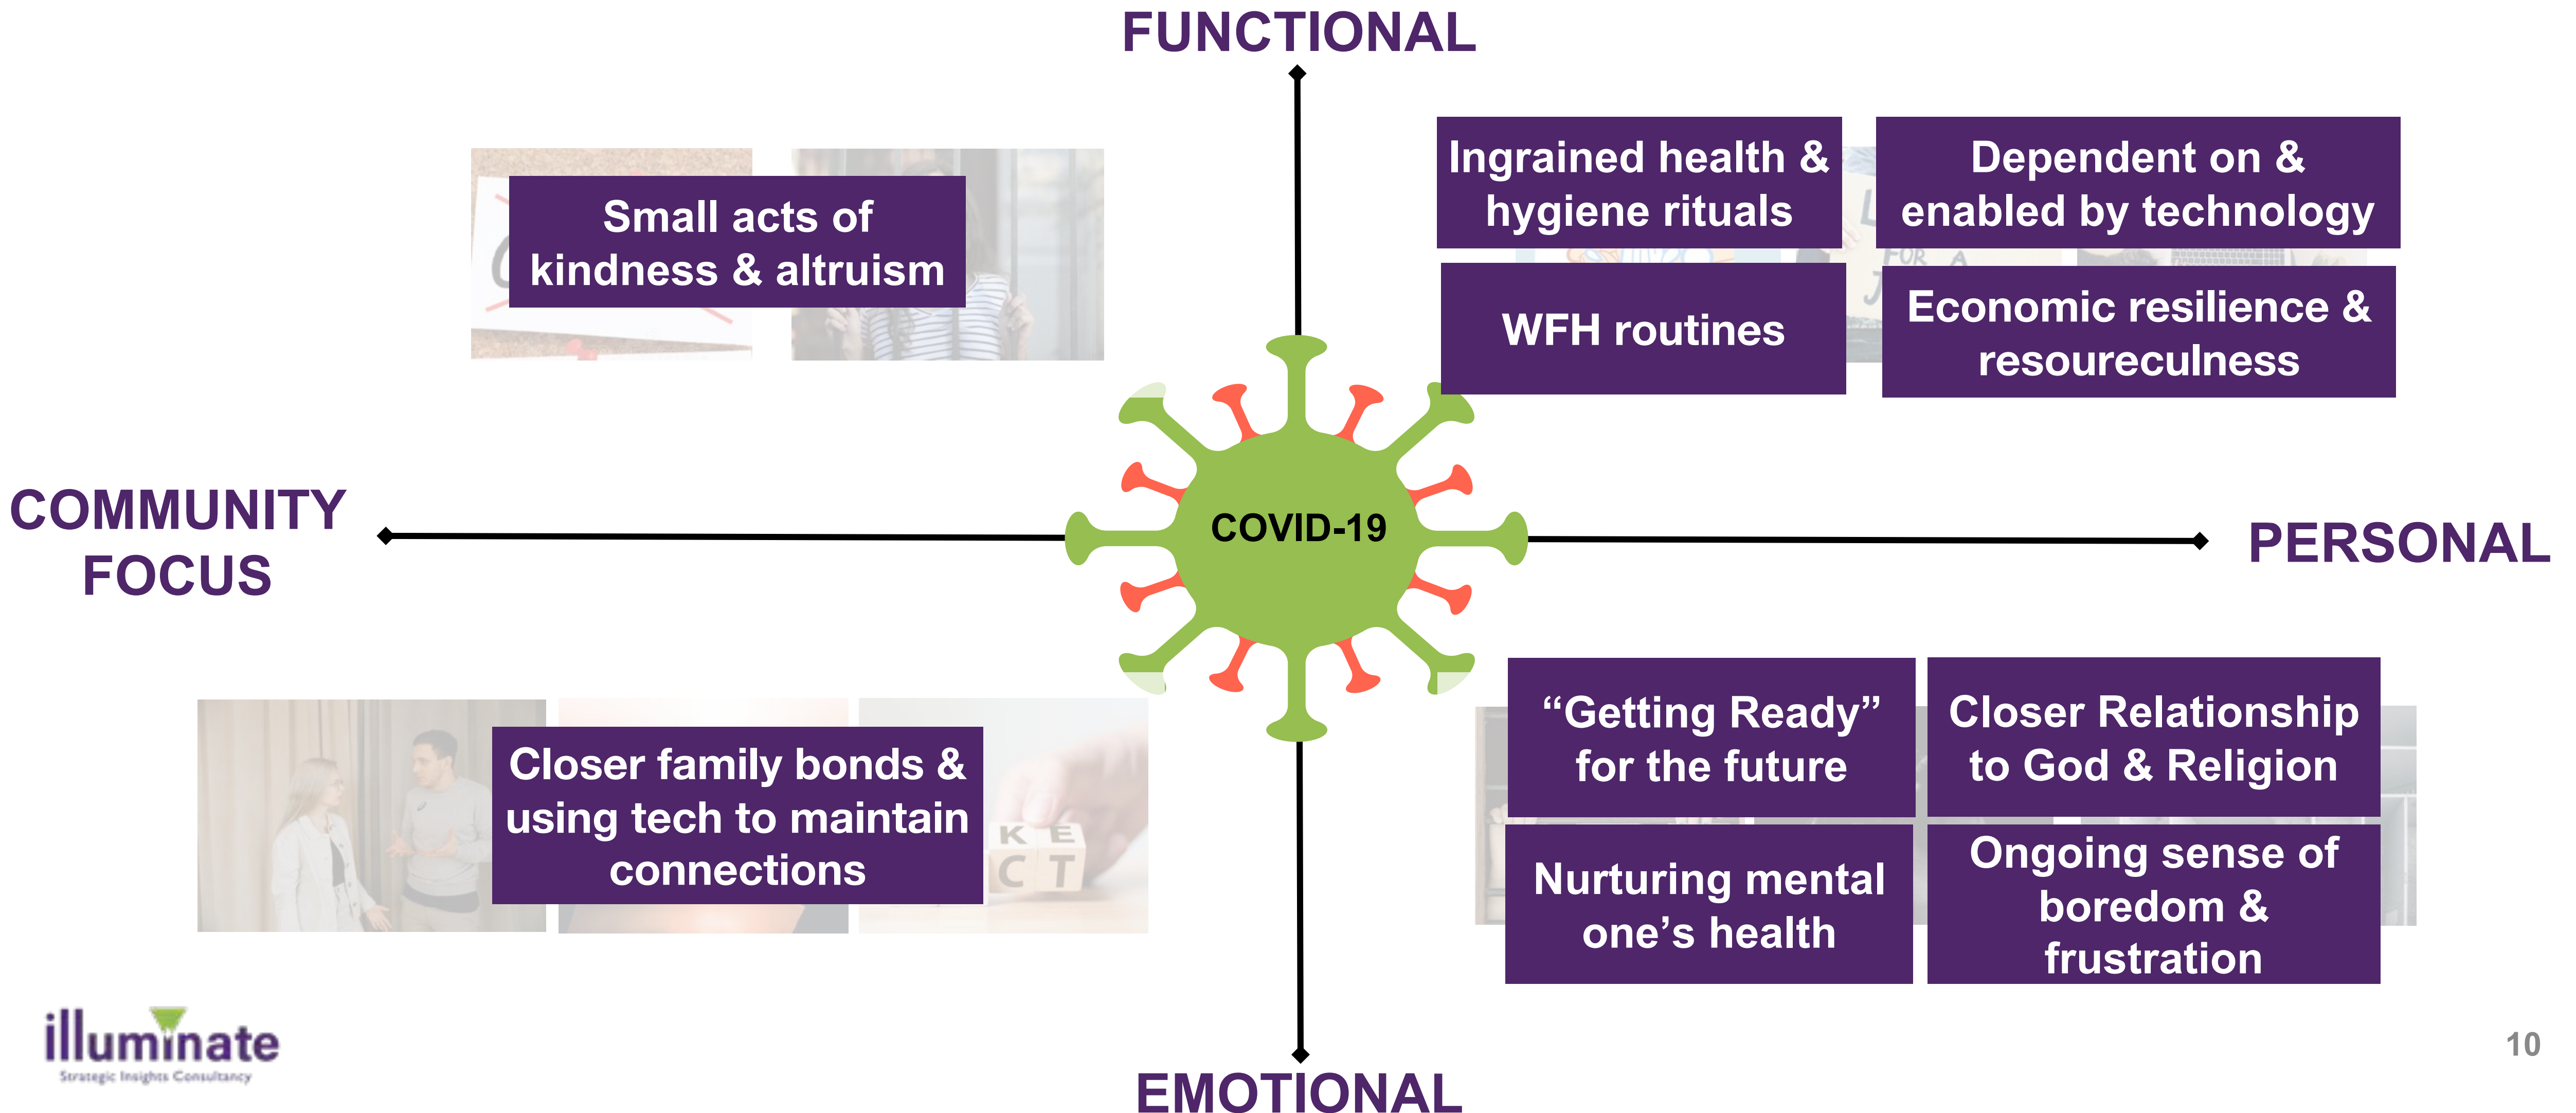 FUNCTIONAL
Small acts of
kindness & altruism
Ingrained health &
hygiene rituals
Dependent on &
enabled by technology
FOR A
WFH routines
Economic resilience &
resoureculness
COMMUNITY
FOCUS
COVID-19
PERSONAL
Closer family bonds &
using tech to maintain
connections
KE
CT
“Getting Ready”
for the future
Closer Relationship
to God & Religion
Nurturing mental
one’s health
Ongoing sense of
boredom &
frustration
illuminate
Strategic Insights Consultancy
EMOTIONAL
10